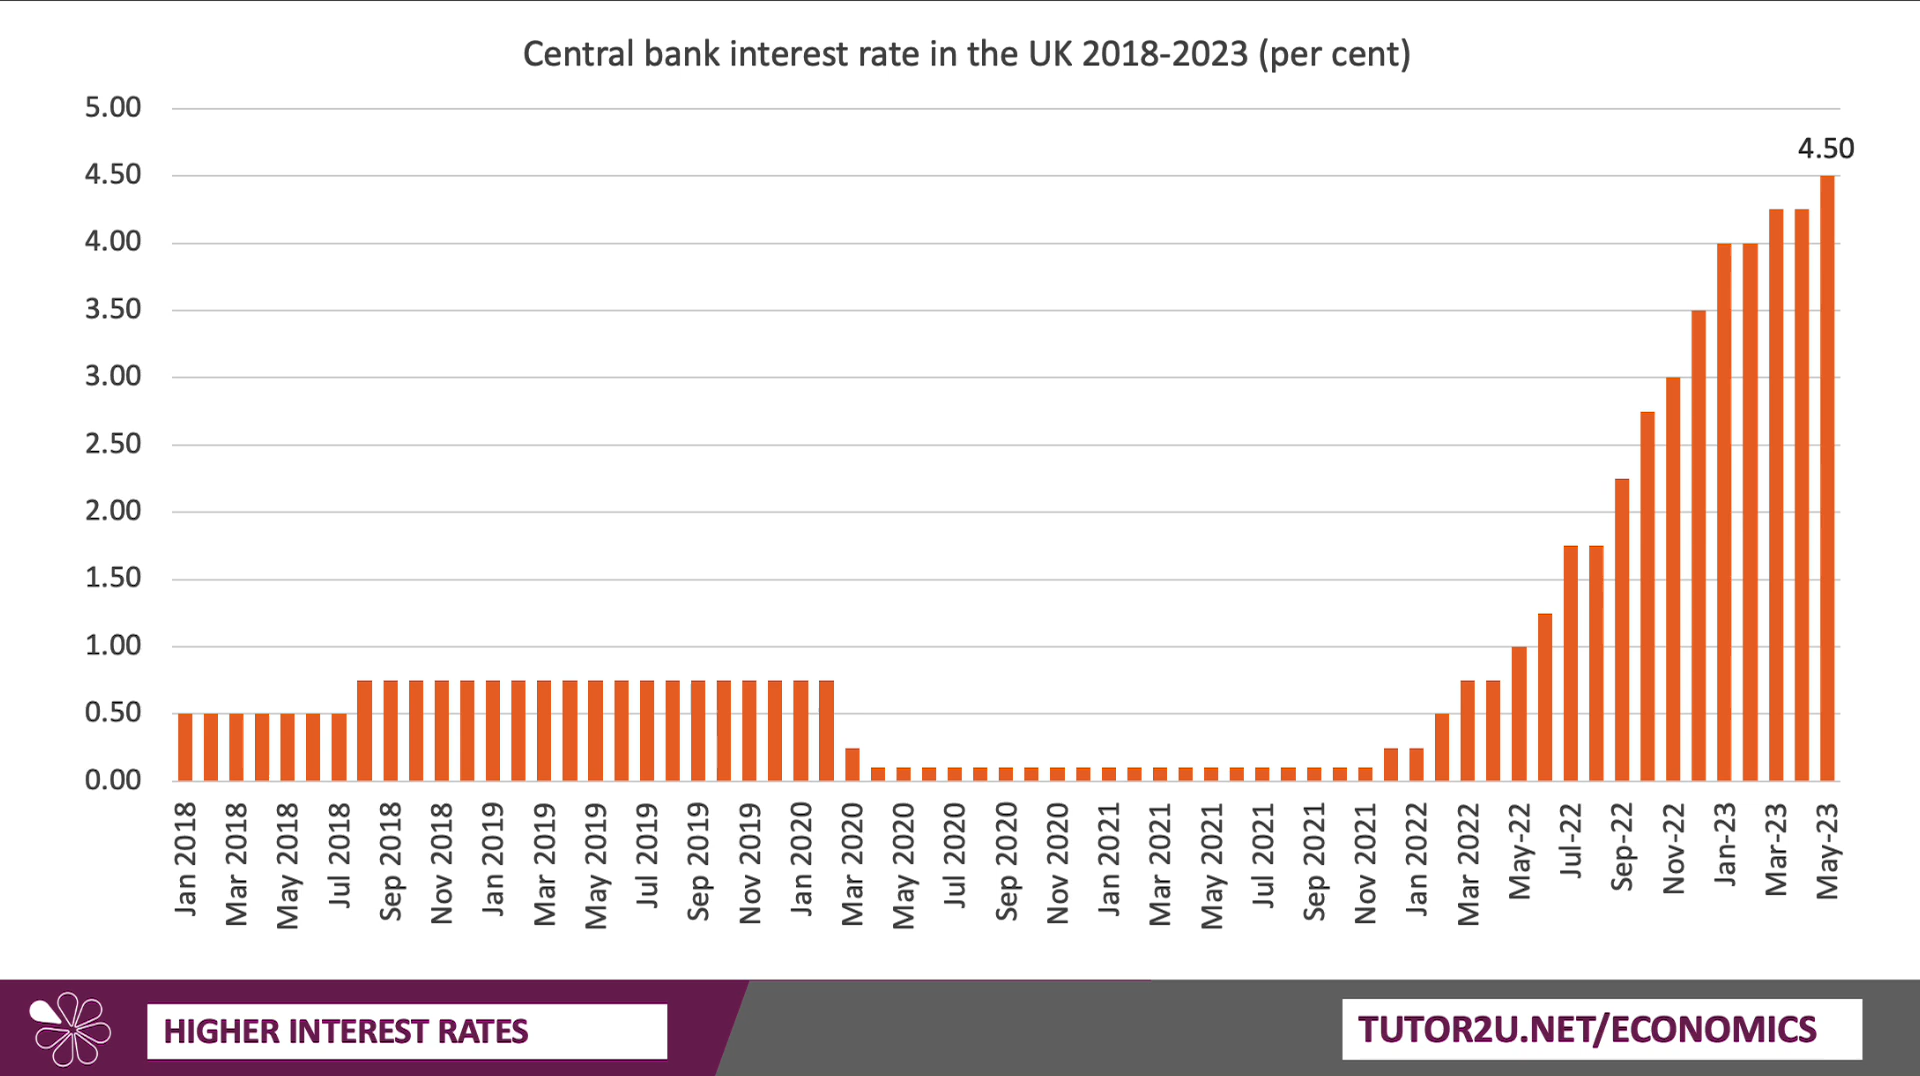 Central bank interest rate in the UK 2018-2023 (per cent)
5.00
4.50
4.00
3.50
3.00
2.50
2.00
1.50
1.00
0.50
0.00
4.50
Jan 2018
Mar 2018
May 2018
Jul 2018
Sep 2018
Nov 2018
Jan 2019
Mar 2019
May 2019
Jul 2019
Sep 2019
Nov 2019
Jan 2020
Mar 2020
May 2020
Jul 2020
Sep 2020
Nov 2020
Jan 2021
Mar 2021
May 2021
Jul 2021
Sep 2021
Nov 2021
Jan 2022
Mar 2022
May-22
Jul-22
Sep-22
Nov-22
Jan-23
Mar-23
May-23
HIGHER INTEREST RATES
TUTOR2U.NET/ECONOMICS